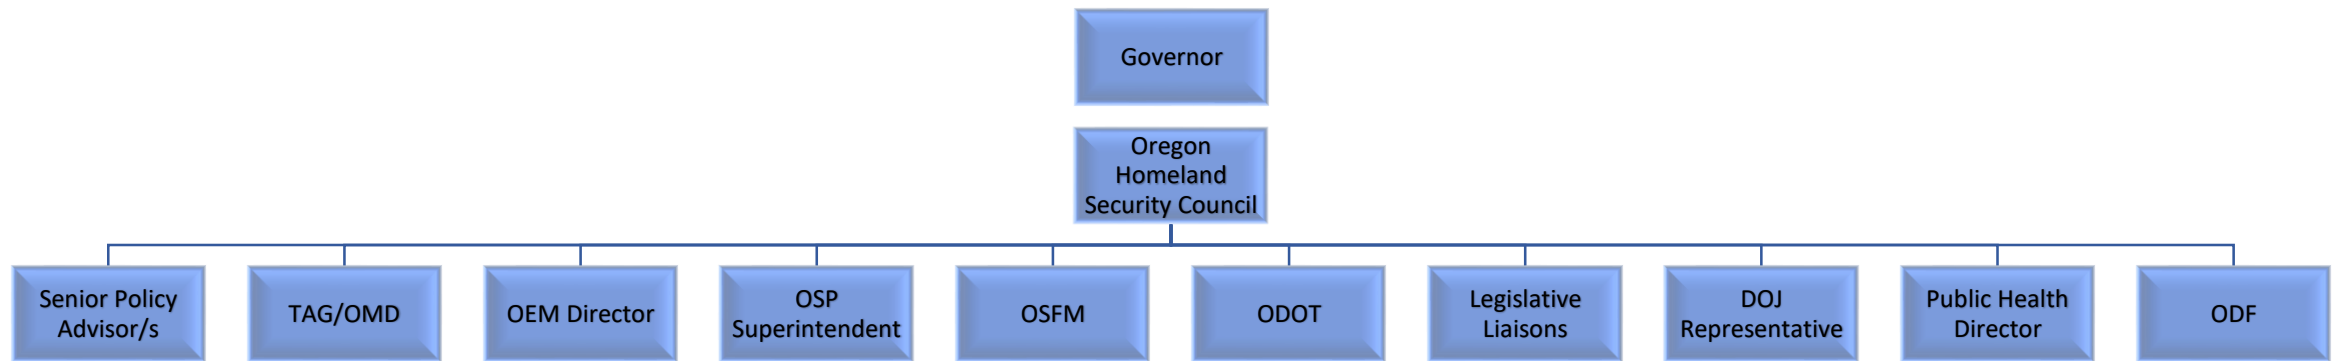 Governor
Oregon
Homeland
Security Council
Senior Policy
Advisor/s
TAG/OMD
OEM Director
OSP
Superintendent
OSFM
ODOT
Legislative
Liaisons
DOJ
Representative
Public Health
Director
ODF